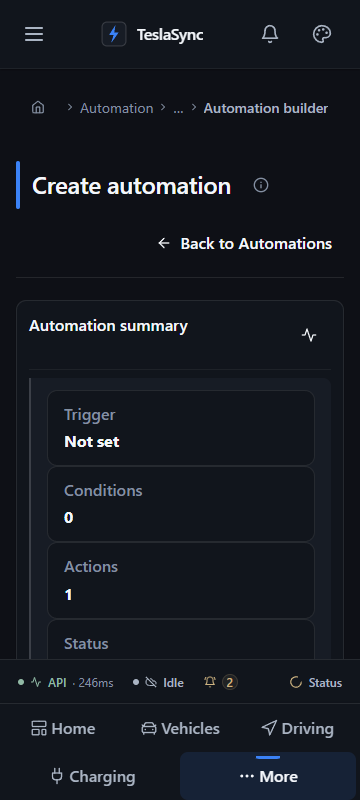 TeslaSync
Automation ... Automation builder
Create automation
Back to Automations
Automation summary
Trigger
Not set
Conditions
0
Actions
1
Status
API · 246ms Idle 2 Status
Home Vehicles Driving
Charging More